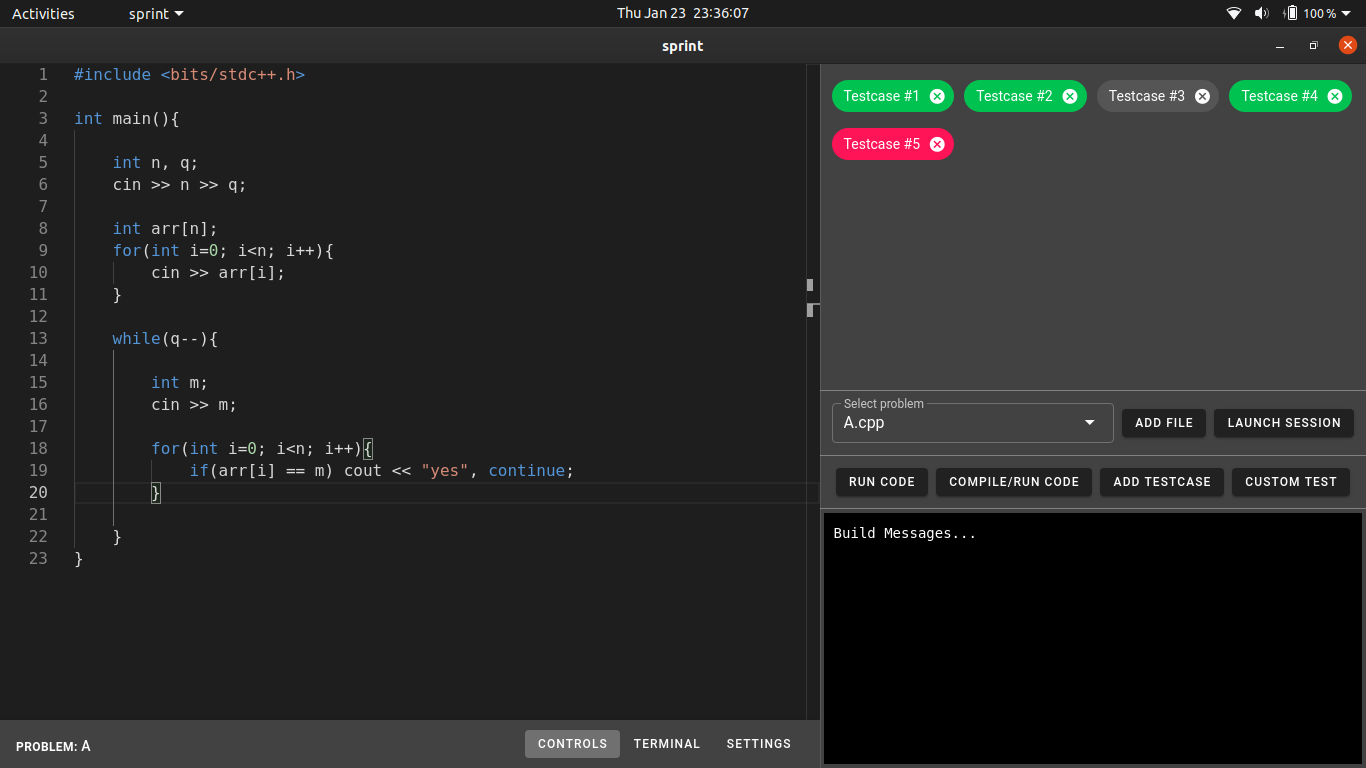 Activities sprint Thu Jan 23 23:36:07 100 %
sprint
1 #include <bits/stdc++.h>
2
3 int main(){
4
5 int n, q;
6 cin >> n >> q;
7
8 int arr[n];
9 for(int i=0; i<n; i++){
10 cin >> arr[i];
11 }
12
13 while(q--){
14
15 int m;
16 cin >> m;
17
18 for(int i=0; i<n; i++){
19 if(arr[i] == m) cout << "yes", continue;
20 }
21
22 }
23 }
PROBLEM: A CONTROLS TERMINAL SETTINGS
Testcase #1 Testcase #2 Testcase #3 Testcase #4
Testcase #5
Select problem
A.cpp ADD FILE LAUNCH SESSION
RUN CODE COMPILE/RUN CODE ADD TESTCASE CUSTOM TEST
Build Messages...